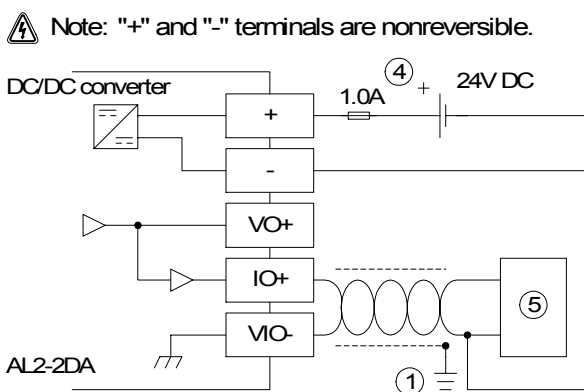 Note: "+" and "-" terminals are nonreversible.
DC/DC converter
1.0A
4
+
24V DC
+
-
VO+
IO+
VIO-
5
AL2-2DA
1